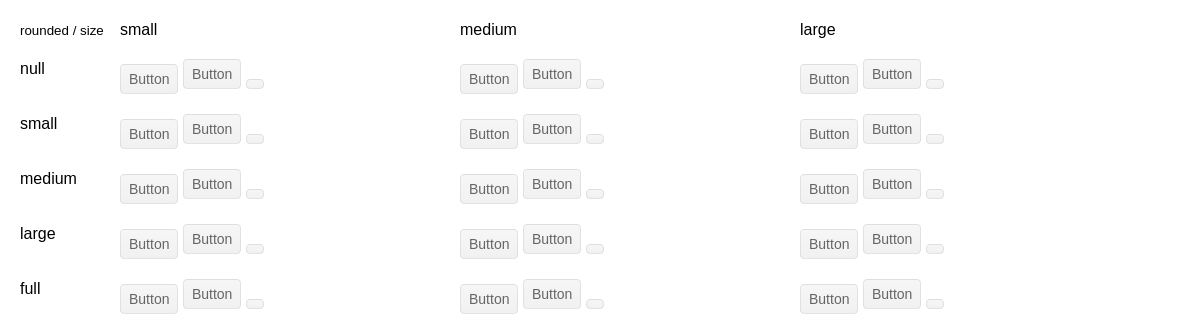 rounded / size small medium large
null Button Button Button Button Button Button
small Button Button Button Button Button Button
medium Button Button Button Button Button Button
large Button Button Button Button Button Button
full Button Button Button Button Button Button